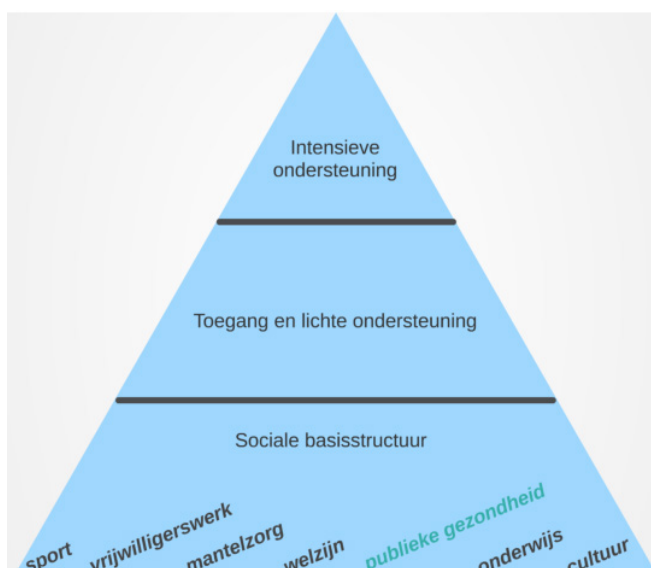 Intensieve
ondersteuning
Toegang en lichte ondersteuning
Sociale basisstructuur
sport
vrijwilligerswerk
mantelzorg
welzijn
publieke gezondheid
onderwijs
cultuur